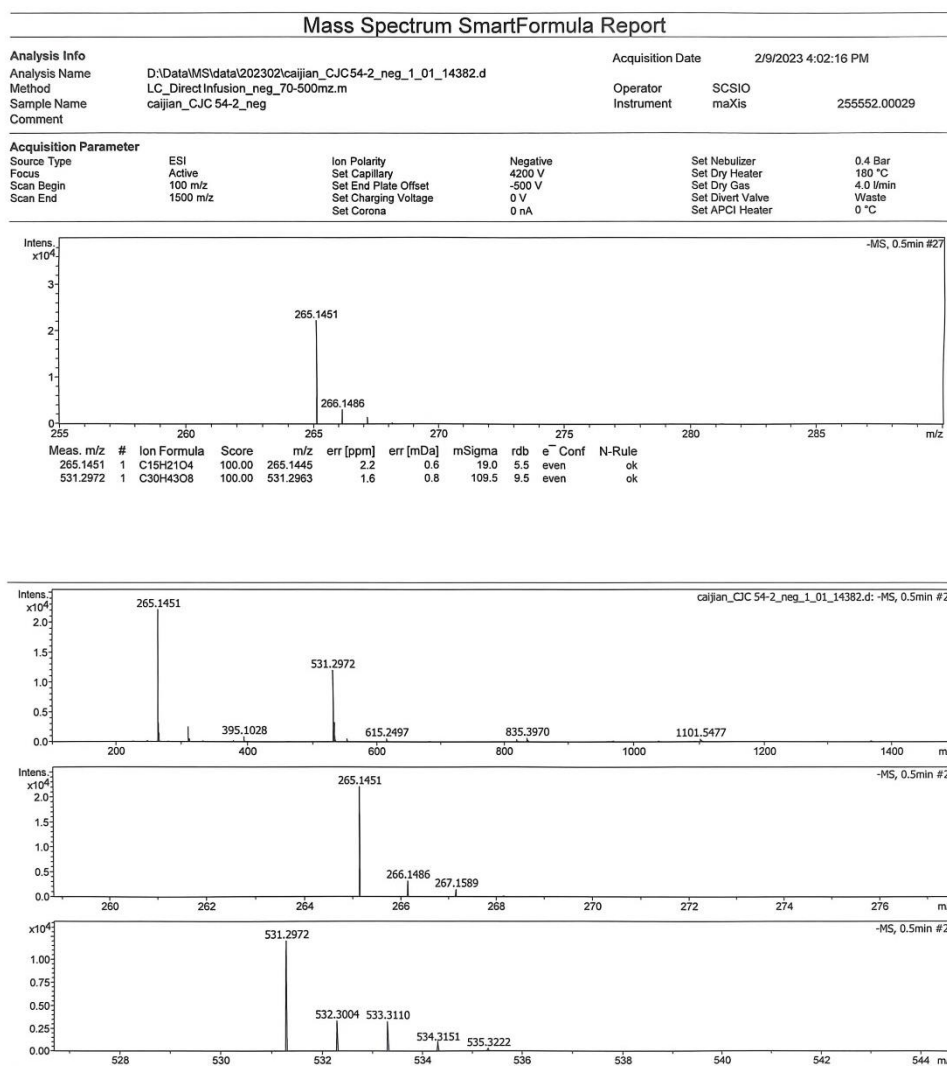 Mass Spectrum SmartFormula Report
Analysis Info
Acquisition Date 2/9/2023 4:02:16 PM
Analysis Name D:\Data\MS\data\202302\caijian_CJC54-2_neg_1_01_14382.d
Method LC_Direct Infusion_neg_70-500mz.m Operator SCSIO
Sample Name caijian_CJC 54-2_neg Instrument maXis 255552.00029
Comment
Acquisition Parameter
Source Type ESI Ion Polarity Negative Set Nebulizer 0.4 Bar
Focus Active Set Capillary 4200 V Set Dry Heater 180 °C
Scan Begin 100 m/z Set End Plate Offset -500 V Set Dry Gas 4.0 l/min
Scan End 1500 m/z Set Charging Voltage 0 V Set Divert Valve Waste
Set Corona 0 nA Set APCI Heater 0 °C
Intens.
x10⁴
-MS, 0.5min #27
3
265.1451
2
1
266.1486
0
255 260 265 270 275 280 285 m/z
Meas. m/z # Ion Formula Score m/z err [ppm] err [mDa] mSigma rdb e¯ Conf N-Rule
265.1451 1 C15H21O4 100.00 265.1445 2.2 0.6 19.0 5.5 even ok
531.2972 1 C30H43O8 100.00 531.2963 1.6 0.8 109.5 9.5 even ok
Intens.
x10⁴
caijian_CJC 54-2_neg_1_01_14382.d: -MS, 0.5min #2
265.1451
2.0
1.5
531.2972
1.0
0.5
395.1028 615.2497 835.3970 1101.5477
0.0
200 400 600 800 1000 1200 1400 m
Intens.
x10⁴
-MS, 0.5min #2
265.1451
2.0
1.5
1.0
0.5
266.1486 267.1589
0.0
260 262 264 266 268 270 272 274 276 m
x10⁴
-MS, 0.5min #2
531.2972
1.00
0.75
0.50
0.25
532.3004 533.3110
534.3151 535.3222
0.00
528 530 532 534 536 538 540 542 544 m